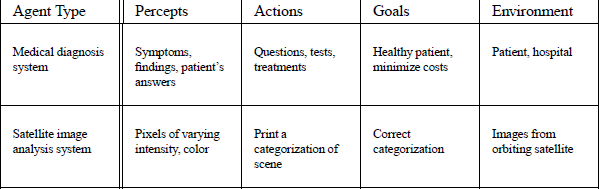 Agent Type Percepts Actions Goals Environment
Medical diagnosis system
Symptoms, findings, patient's answers
Questions, tests, treatments
Healthy patient, minimize costs
Patient, hospital
Satellite image analysis system
Pixels of varying intensity, color
Print a categorization of scene
Correct categorization
Images from orbiting satellite